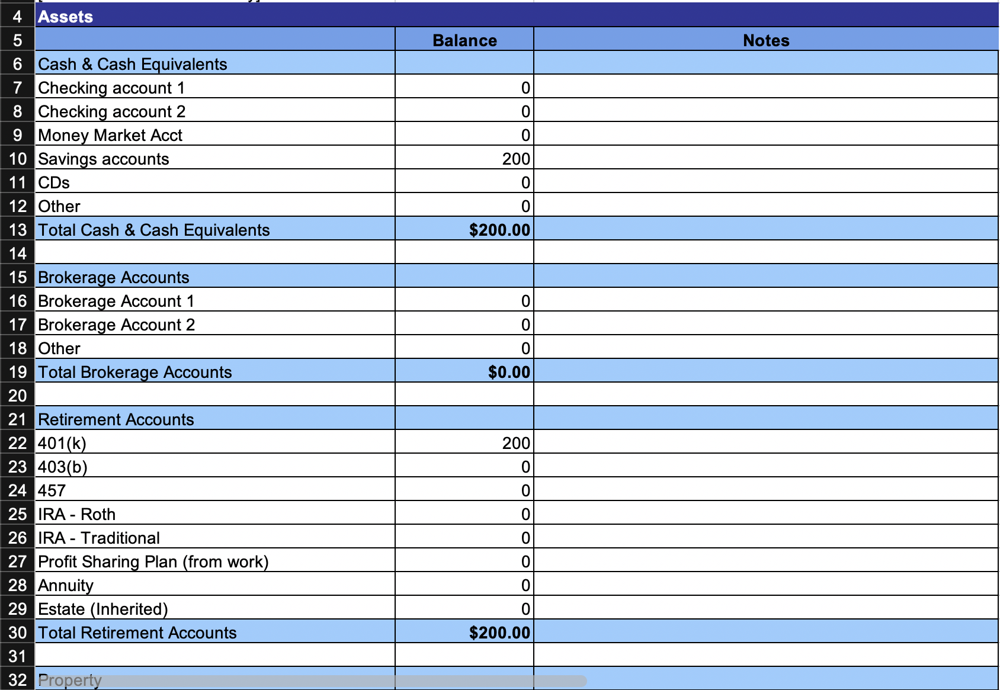 4 Assets
5 Balance Notes
6 Cash & Cash Equivalents
7 Checking account 1 0
8 Checking account 2 0
9 Money Market Acct 0
10 Savings accounts 200
11 CDs 0
12 Other 0
13 Total Cash & Cash Equivalents $200.00
14
15 Brokerage Accounts
16 Brokerage Account 1 0
17 Brokerage Account 2 0
18 Other 0
19 Total Brokerage Accounts $0.00
20
21 Retirement Accounts
22 401(k) 200
23 403(b) 0
24 457 0
25 IRA - Roth 0
26 IRA - Traditional 0
27 Profit Sharing Plan (from work) 0
28 Annuity 0
29 Estate (Inherited) 0
30 Total Retirement Accounts $200.00
31
32 Property